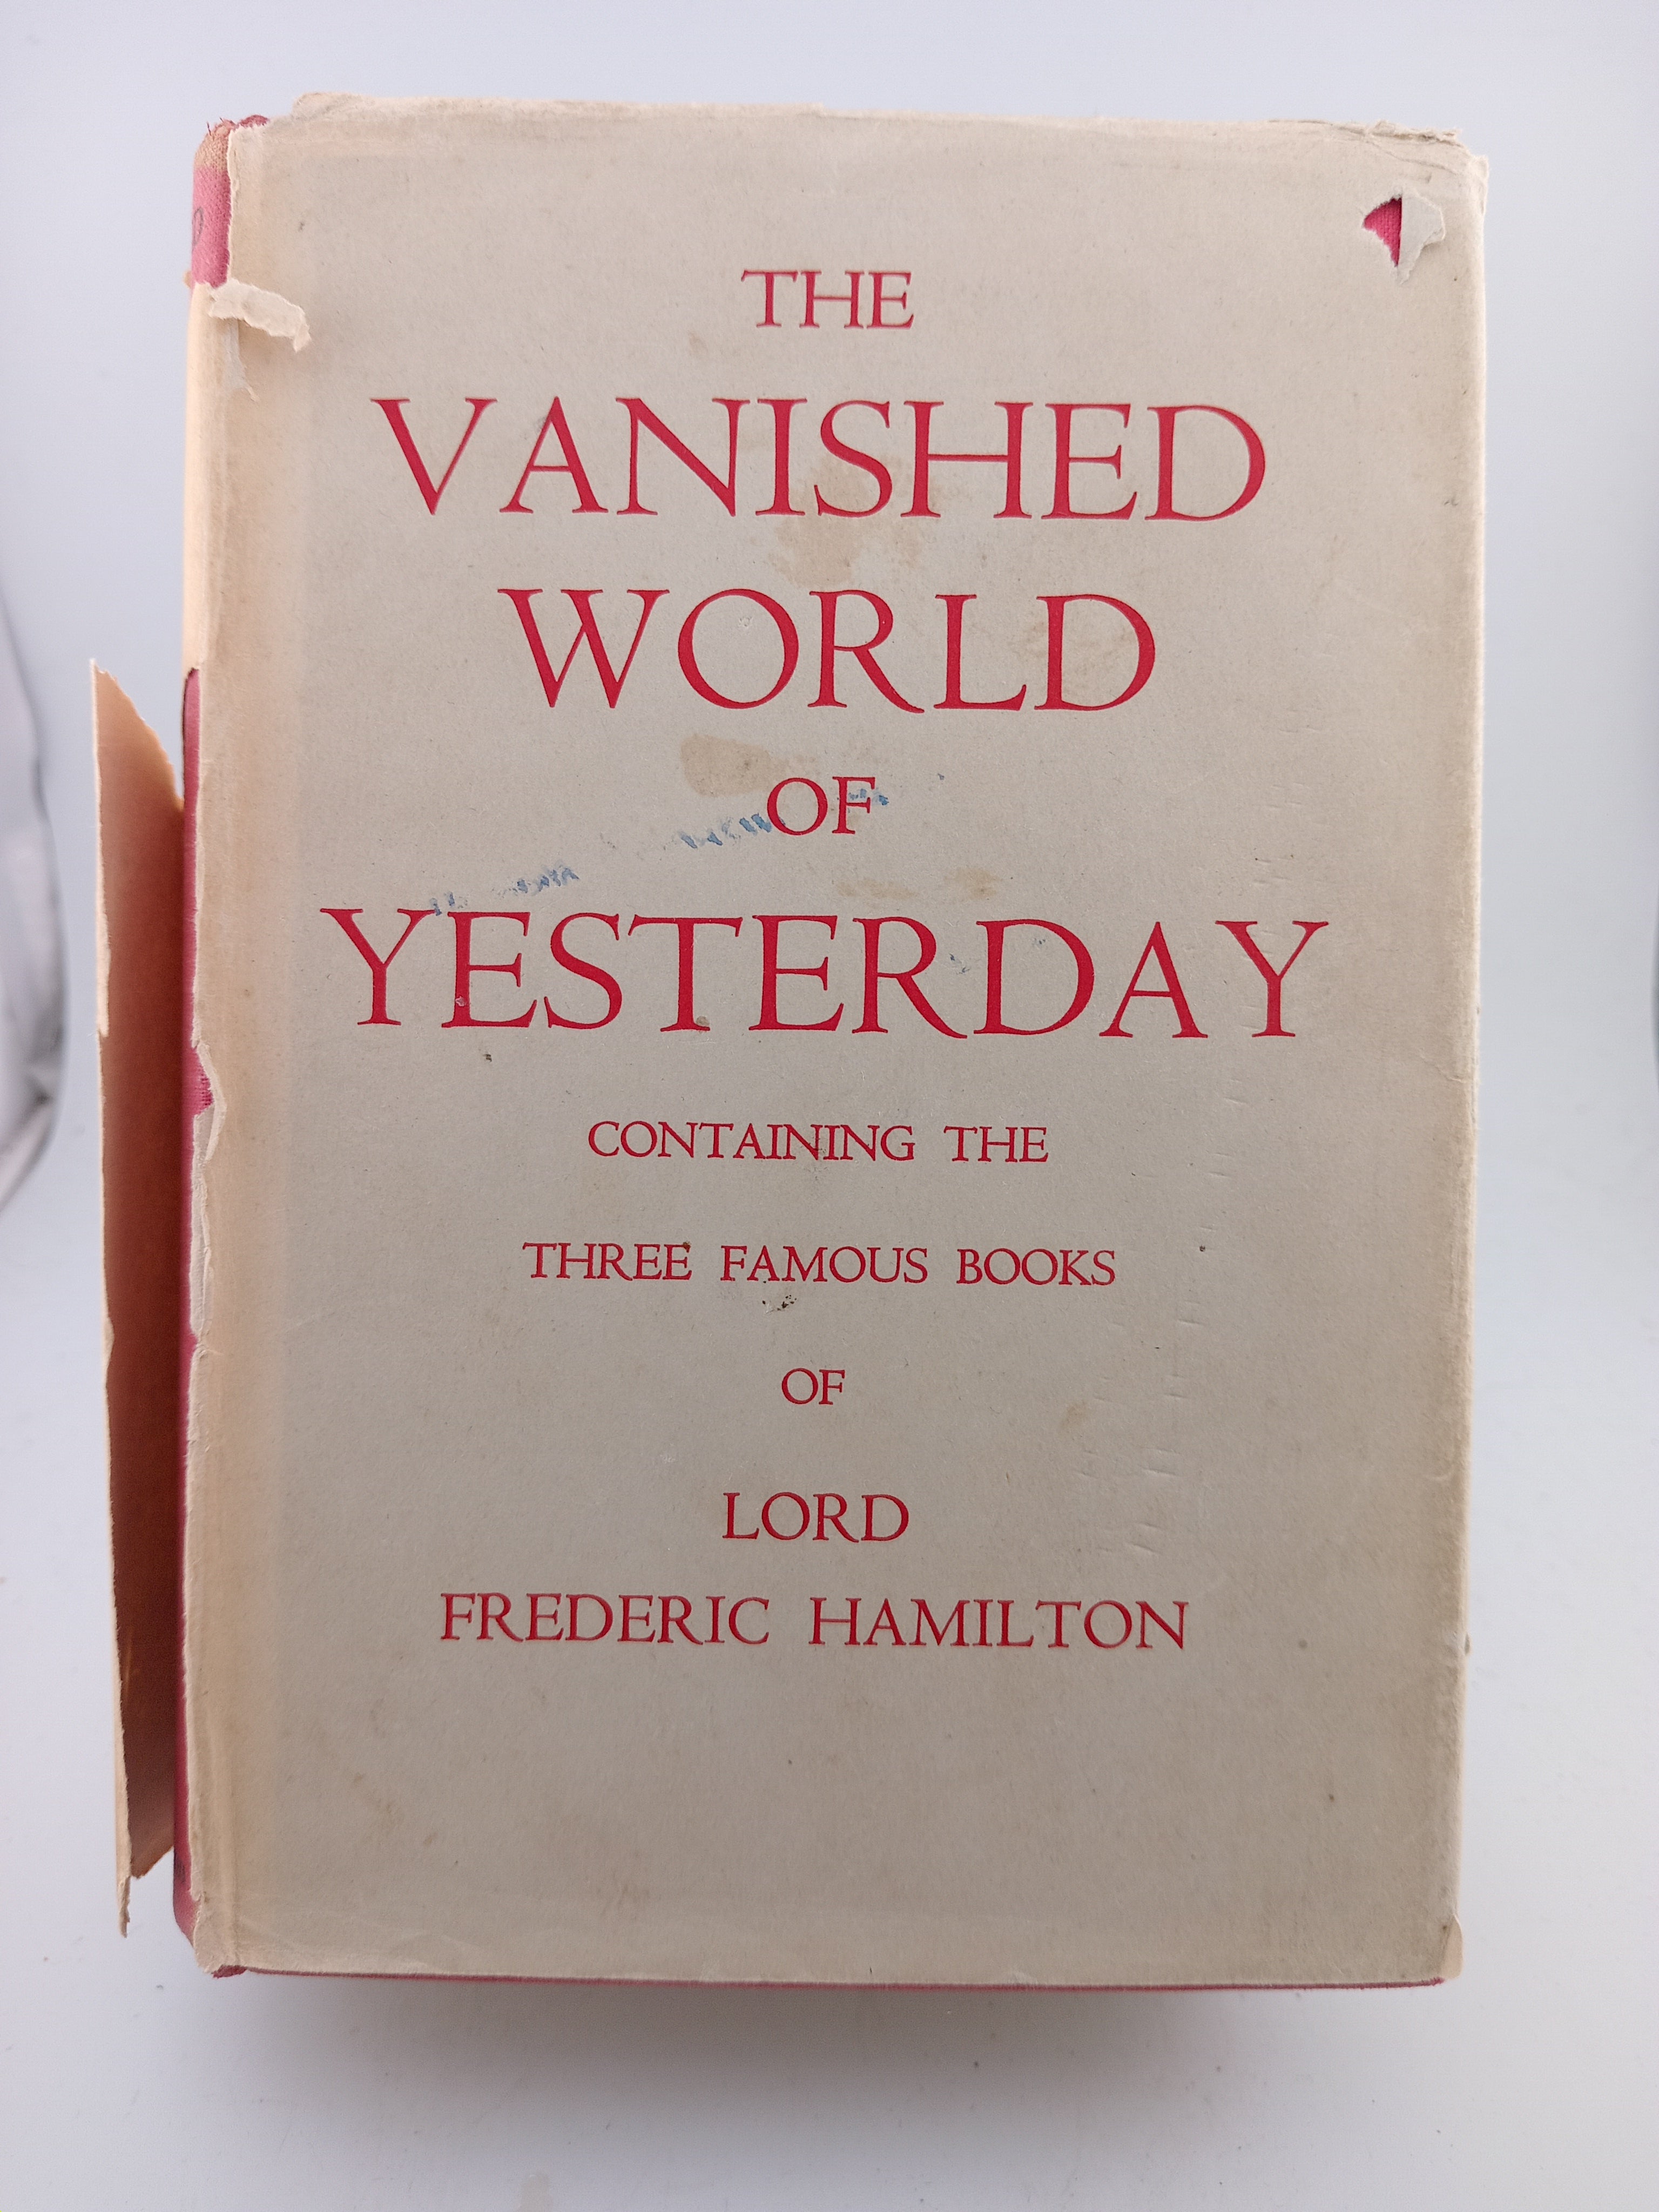 THE
VANISHED
WORLD
OF
YESTERDAY
CONTAINING THE
THREE FAMOUS BOOKS
OF
LORD
FREDERIC HAMILTON